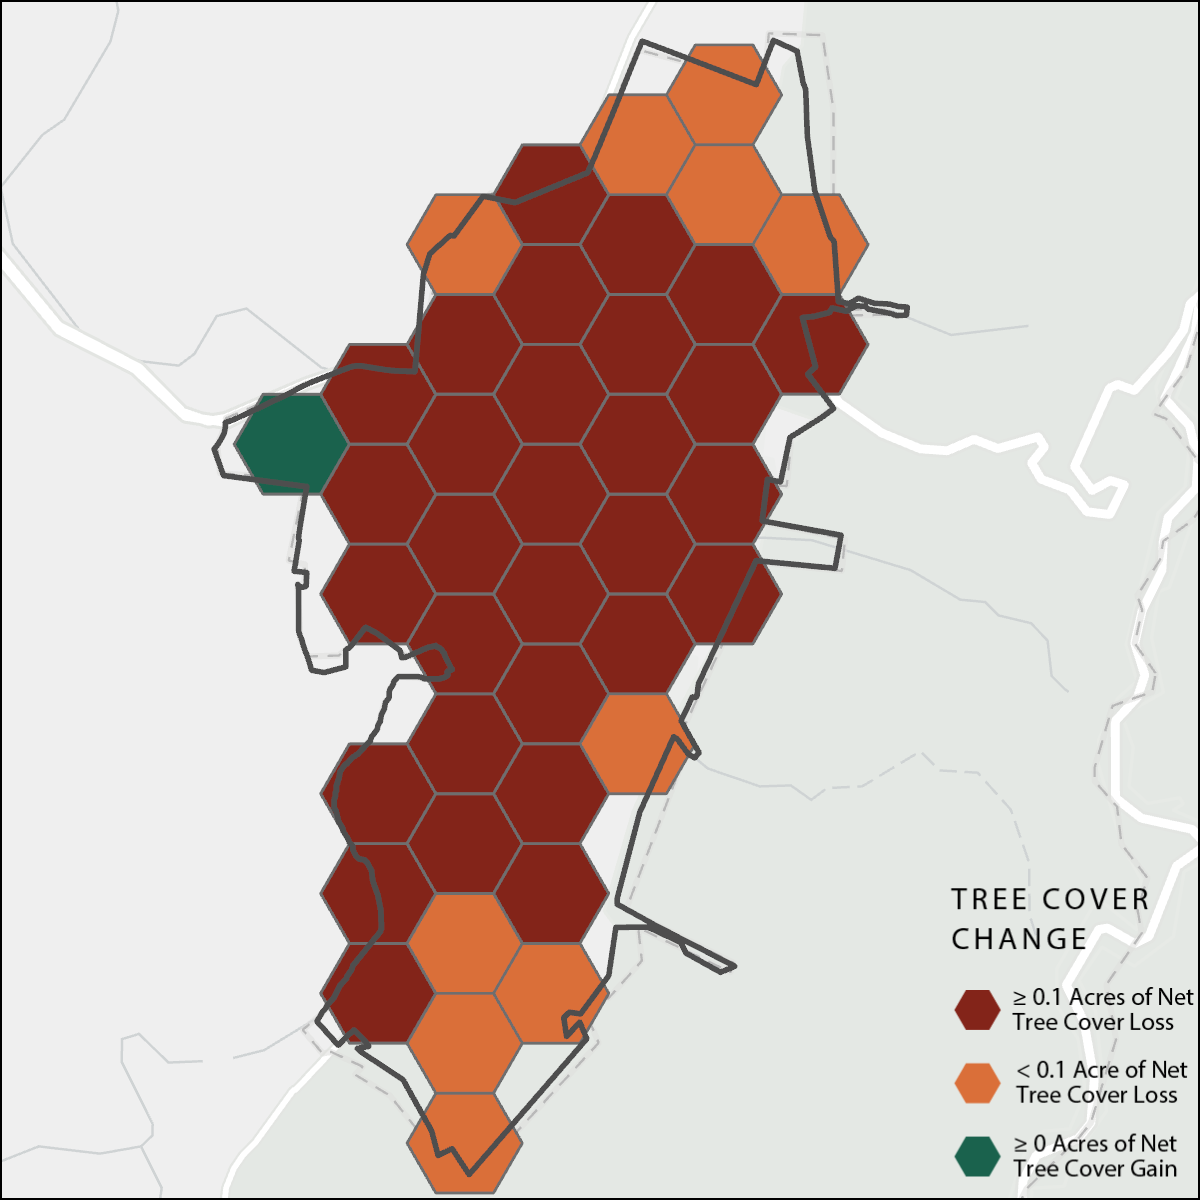 TREE COVER
CHANGE
≥ 0.1 Acres of Net
Tree Cover Loss
< 0.1 Acre of Net
Tree Cover Loss
≥ 0 Acres of Net
Tree Cover Gain